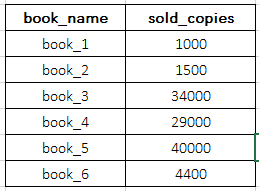 book_name sold_copies
book_1 1000
book_2 1500
book_3 34000
book_4 29000
book_5 40000
book_6 4400